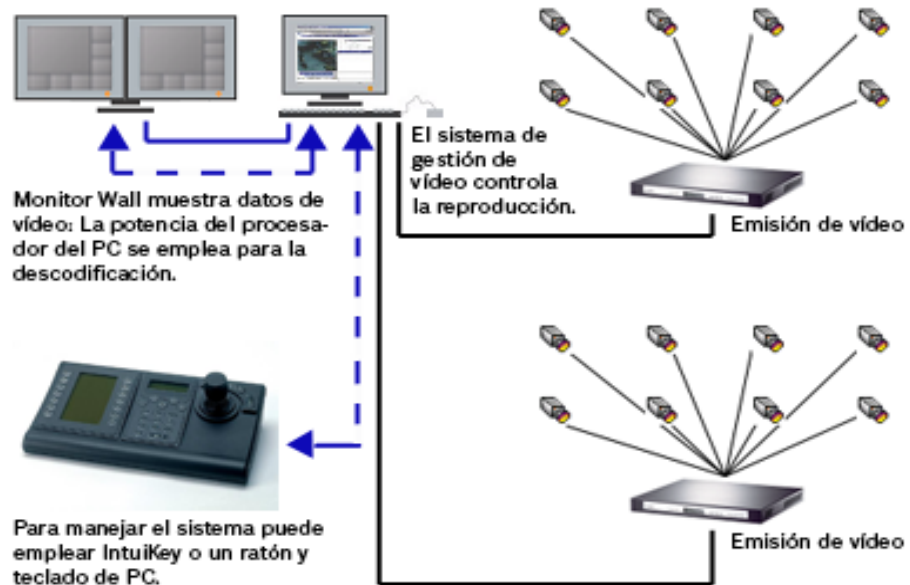 El sistema de
gestión de
vídeo controla
la reproducción.
Monitor Wall muestra datos de
vídeo: La potencia del procesa-
dor del PC se emplea para la
descodificación.
Emisión de vídeo
Para manejar el sistema puede
emplear IntuiKey o un ratón y
teclado de PC.
Emisión de vídeo